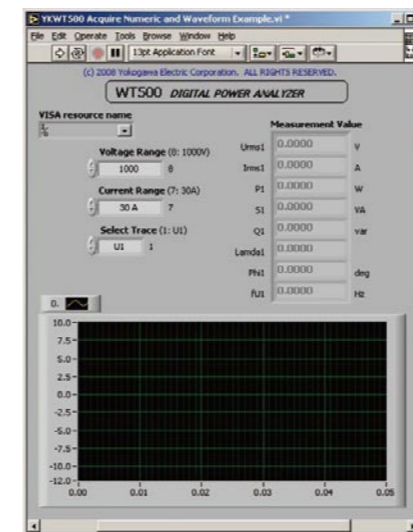 YKWT500 Acquire Numeric and Waveform Example.vi *
File Edit Operate Tools Browse Window Help
13pt Application Font
(c) 2008 Yokogawa Electric Corporation. ALL RIGHTS RESERVED.
WT500 DIGITAL POWER ANALYZER
VISA resource name
Measurement Value
Voltage Range (8: 1000V)
1000 8
Current Range (7: 30A)
30 A 7
Select Trace (1: U1)
U1 1
Urms1 0.0000 V
Irms1 0.0000 A
P1 0.0000 W
S1 0.0000 VA
Q1 0.0000 var
Lamda1 0.0000
Phi1 0.0000 deg
fU1 0.0000 Hz
0.
10.0
7.5
5.0
2.5
0.0
-2.5
-5.0
-7.5
-10.0
-12.0
0.00 0.01 0.02 0.03 0.04 0.05